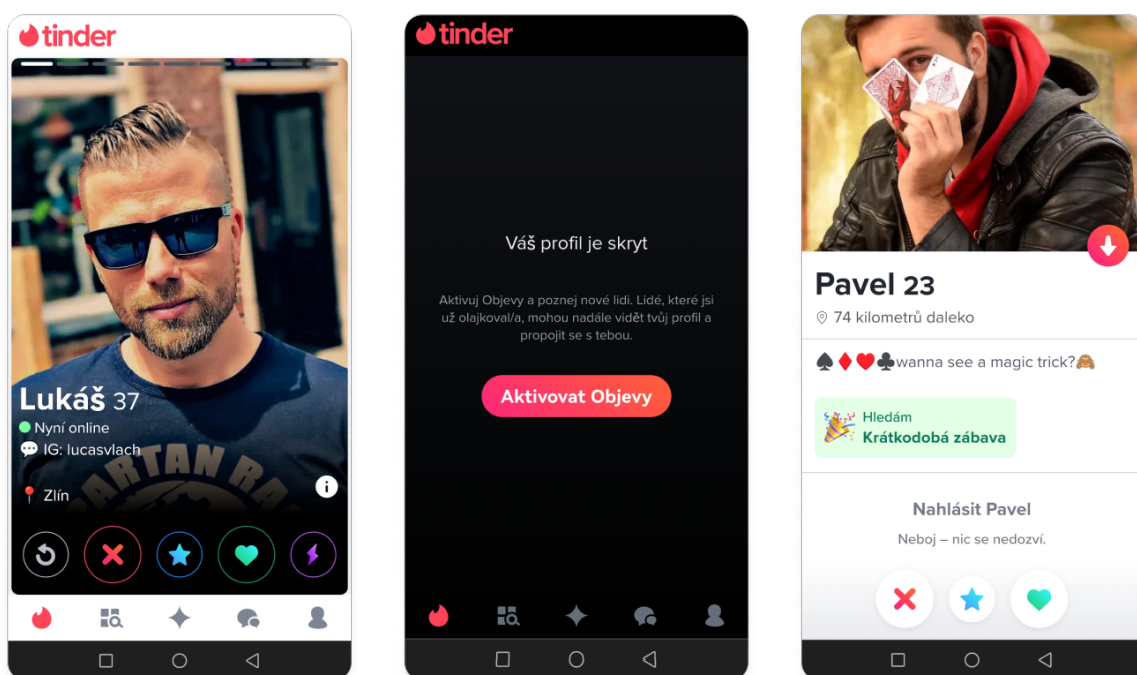 tinder
Lukáš 37
Nyní online
💬 IG: lucasvlach
📍 Zlín
tinder
Váš profil je skryt
Aktivuj Objevy a poznej nové lidi. Lidé, které jsi
už olajkoval/a, mohou nadále vidět tvůj profil a
propojit se s tebou.
Aktivovat Objevy
Pavel 23
74 kilometrů daleko
♠️♦️♥️♣️wanna see a magic trick?🙈
Hledám
Krátkodobá zábava
Nahlásit Pavel
Neboj – nic se nedozví.